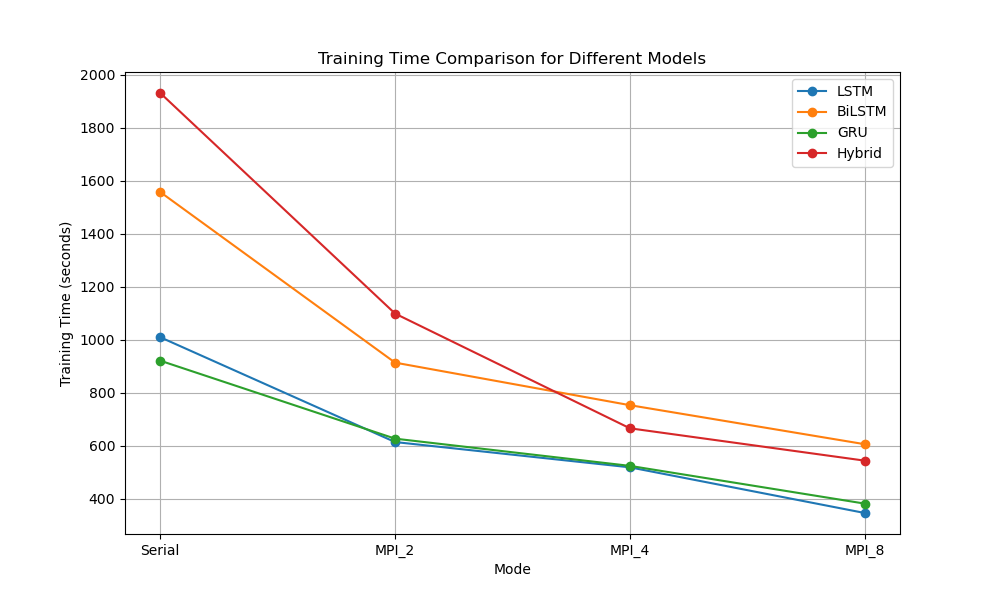 Training Time Comparison for Different Models
2000
1800
1600
1400
1200
1000
800
600
400
Training Time (seconds)
LSTM
BiLSTM
GRU
Hybrid
Serial
MPI_2
MPI_4
MPI_8
Mode